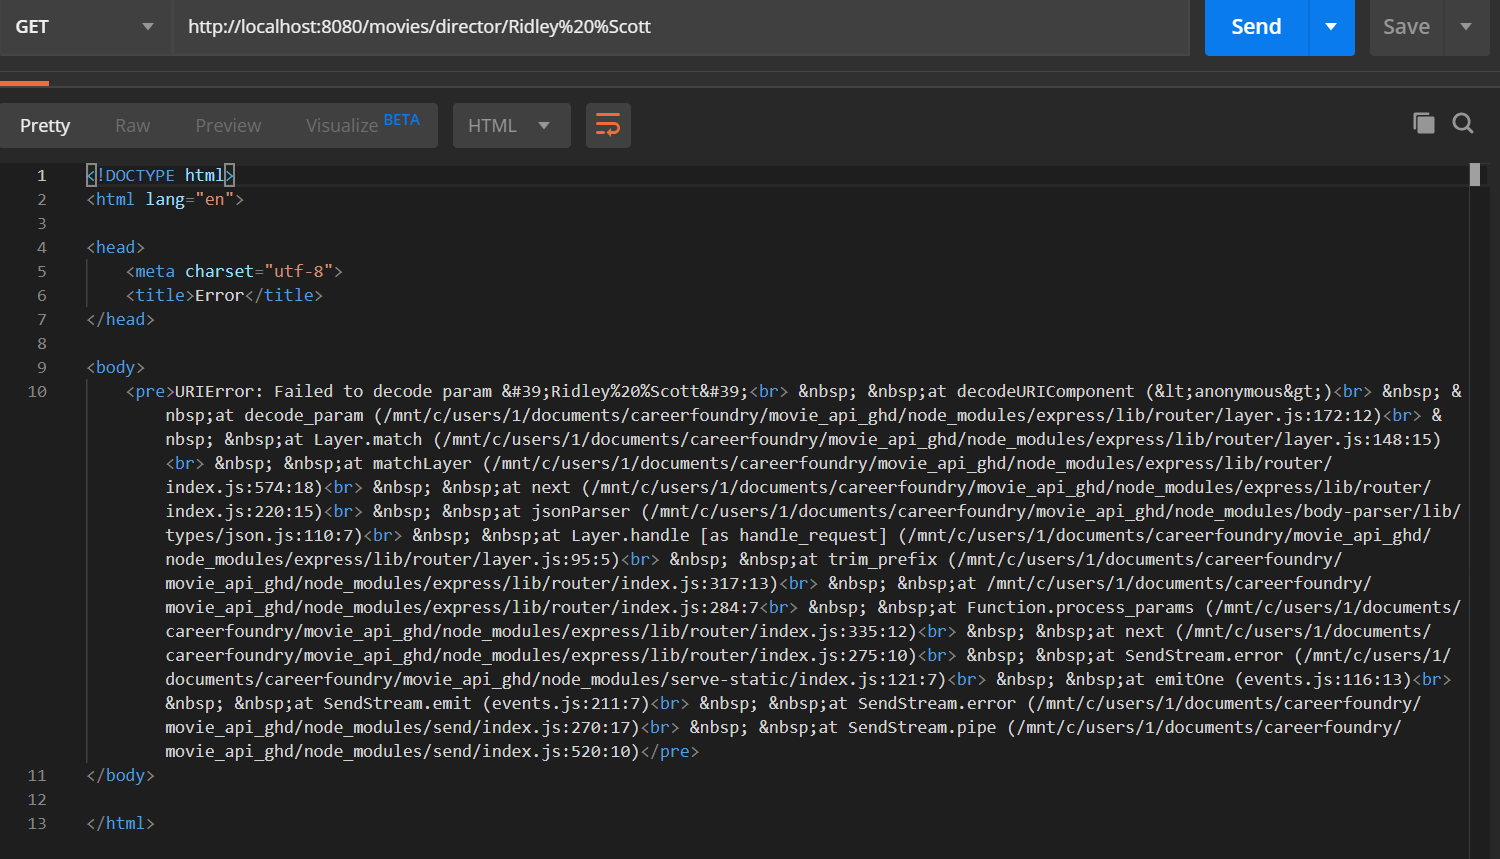 GET http://localhost:8080/movies/director/Ridley%20%Scott Send Save
Pretty Raw Preview Visualize BETA HTML
1 <!DOCTYPE html>
2 <html lang="en">
3
4 <head>
5 <meta charset="utf-8">
6 <title>Error</title>
7 </head>
8
9 <body>
10 <pre>URIError: Failed to decode param &#39;Ridley%20%Scott&#39;<br> &nbsp; &nbsp;at decodeURIComponent (&lt;anonymous&gt;)<br> &nbsp; &
nbsp;at decode_param (/mnt/c/users/1/documents/careerfoundry/movie_api_ghd/node_modules/express/lib/router/layer.js:172:12)<br> &
nbsp; &nbsp;at Layer.match (/mnt/c/users/1/documents/careerfoundry/movie_api_ghd/node_modules/express/lib/router/layer.js:148:15)
<br> &nbsp; &nbsp;at matchLayer (/mnt/c/users/1/documents/careerfoundry/movie_api_ghd/node_modules/express/lib/router/
index.js:574:18)<br> &nbsp; &nbsp;at next (/mnt/c/users/1/documents/careerfoundry/movie_api_ghd/node_modules/express/lib/router/
index.js:220:15)<br> &nbsp; &nbsp;at jsonParser (/mnt/c/users/1/documents/careerfoundry/movie_api_ghd/node_modules/body-parser/lib/
types/json.js:110:7)<br> &nbsp; &nbsp;at Layer.handle [as handle_request] (/mnt/c/users/1/documents/careerfoundry/movie_api_ghd/
node_modules/express/lib/router/layer.js:95:5)<br> &nbsp; &nbsp;at trim_prefix (/mnt/c/users/1/documents/careerfoundry/
movie_api_ghd/node_modules/express/lib/router/index.js:317:13)<br> &nbsp; &nbsp;at /mnt/c/users/1/documents/careerfoundry/
movie_api_ghd/node_modules/express/lib/router/index.js:284:7<br> &nbsp; &nbsp;at Function.process_params (/mnt/c/users/1/documents/
careerfoundry/movie_api_ghd/node_modules/express/lib/router/index.js:335:12)<br> &nbsp; &nbsp;at next (/mnt/c/users/1/documents/
careerfoundry/movie_api_ghd/node_modules/express/lib/router/index.js:275:10)<br> &nbsp; &nbsp;at SendStream.error (/mnt/c/users/1/
documents/careerfoundry/movie_api_ghd/node_modules/serve-static/index.js:121:7)<br> &nbsp; &nbsp;at emitOne (events.js:116:13)<br>
&nbsp; &nbsp;at SendStream.emit (events.js:211:7)<br> &nbsp; &nbsp;at SendStream.error (/mnt/c/users/1/documents/careerfoundry/
movie_api_ghd/node_modules/send/index.js:270:17)<br> &nbsp; &nbsp;at SendStream.pipe (/mnt/c/users/1/documents/careerfoundry/
movie_api_ghd/node_modules/send/index.js:520:10)</pre>
11 </body>
12
13 </html>